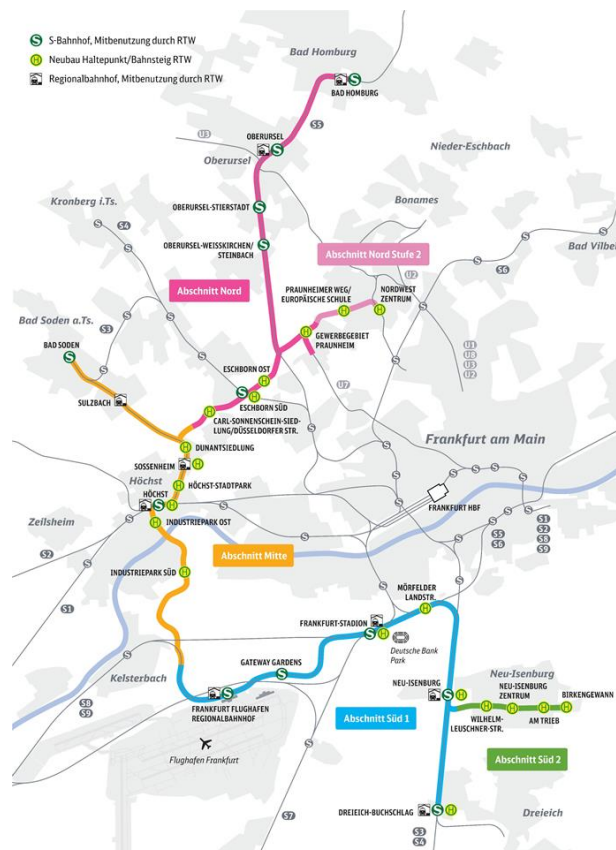 S-Bahnhof, Mitbenutzung durch RTW
Neubau Haltepunkt/Bahnsteig RTW
Regionalbahnhof, Mitbenutzung durch RTW
Bad Homburg
BAD HOMBURG
S5
U3
OBERURSEL
Oberursel
Nieder-Eschbach
Kronberg i.Ts.
S4
OBERURSEL-STIERSTADT
Bonames
OBERURSEL-WEISSKIRCHEN/
STEINBACH
Abschnitt Nord Stufe 2
Bad Vilbel
S6
U2
Abschnitt Nord
PRAUNHEIMER WEG/
EUROPÄISCHE SCHULE
NORDWEST
ZENTRUM
Bad Soden a.Ts.
S3
BAD SODEN
GEWERBEGEBIET
PRAUNHEIM
U1
U8
U3
U2
ESCHBORN OST
U7
SULZBACH
ESCHBORN SÜD
CARL-SONNENSCHEIN-SIED-
LUNG/DÜSSELDORFER STR.
Frankfurt am Main
DUNANTSIEDLUNG
SOSSENHEIM
Höchst
HÖCHST-STADTPARK
HÖCHST
FRANKFURT HBF
Zeilsheim
INDUSTRIEPARK OST
S1
S2
S8
S9
S5
S6
S2
Abschnitt Mitte
INDUSTRIEPARK SÜD
S1
MÖRFELDER
LANDSTR.
FRANKFURT-STADION
Deutsche Bank
Park
GATEWAY GARDENS
Kelsterbach
Neu-Isenburg
NEU-ISENBURG
NEU-ISENBURG
ZENTRUM
BIRKENGEWANN
S8
S9
FRANKFURT FLUGHAFEN
REGIONALBAHNHOF
Abschnitt Süd 1
WILHELM-
LEUSCHNER-STR.
AM TRIEB
Flughafen Frankfurt
Abschnitt Süd 2
DREIEICH-BUCHSCHLAG
S7
Dreieich
S3
S4